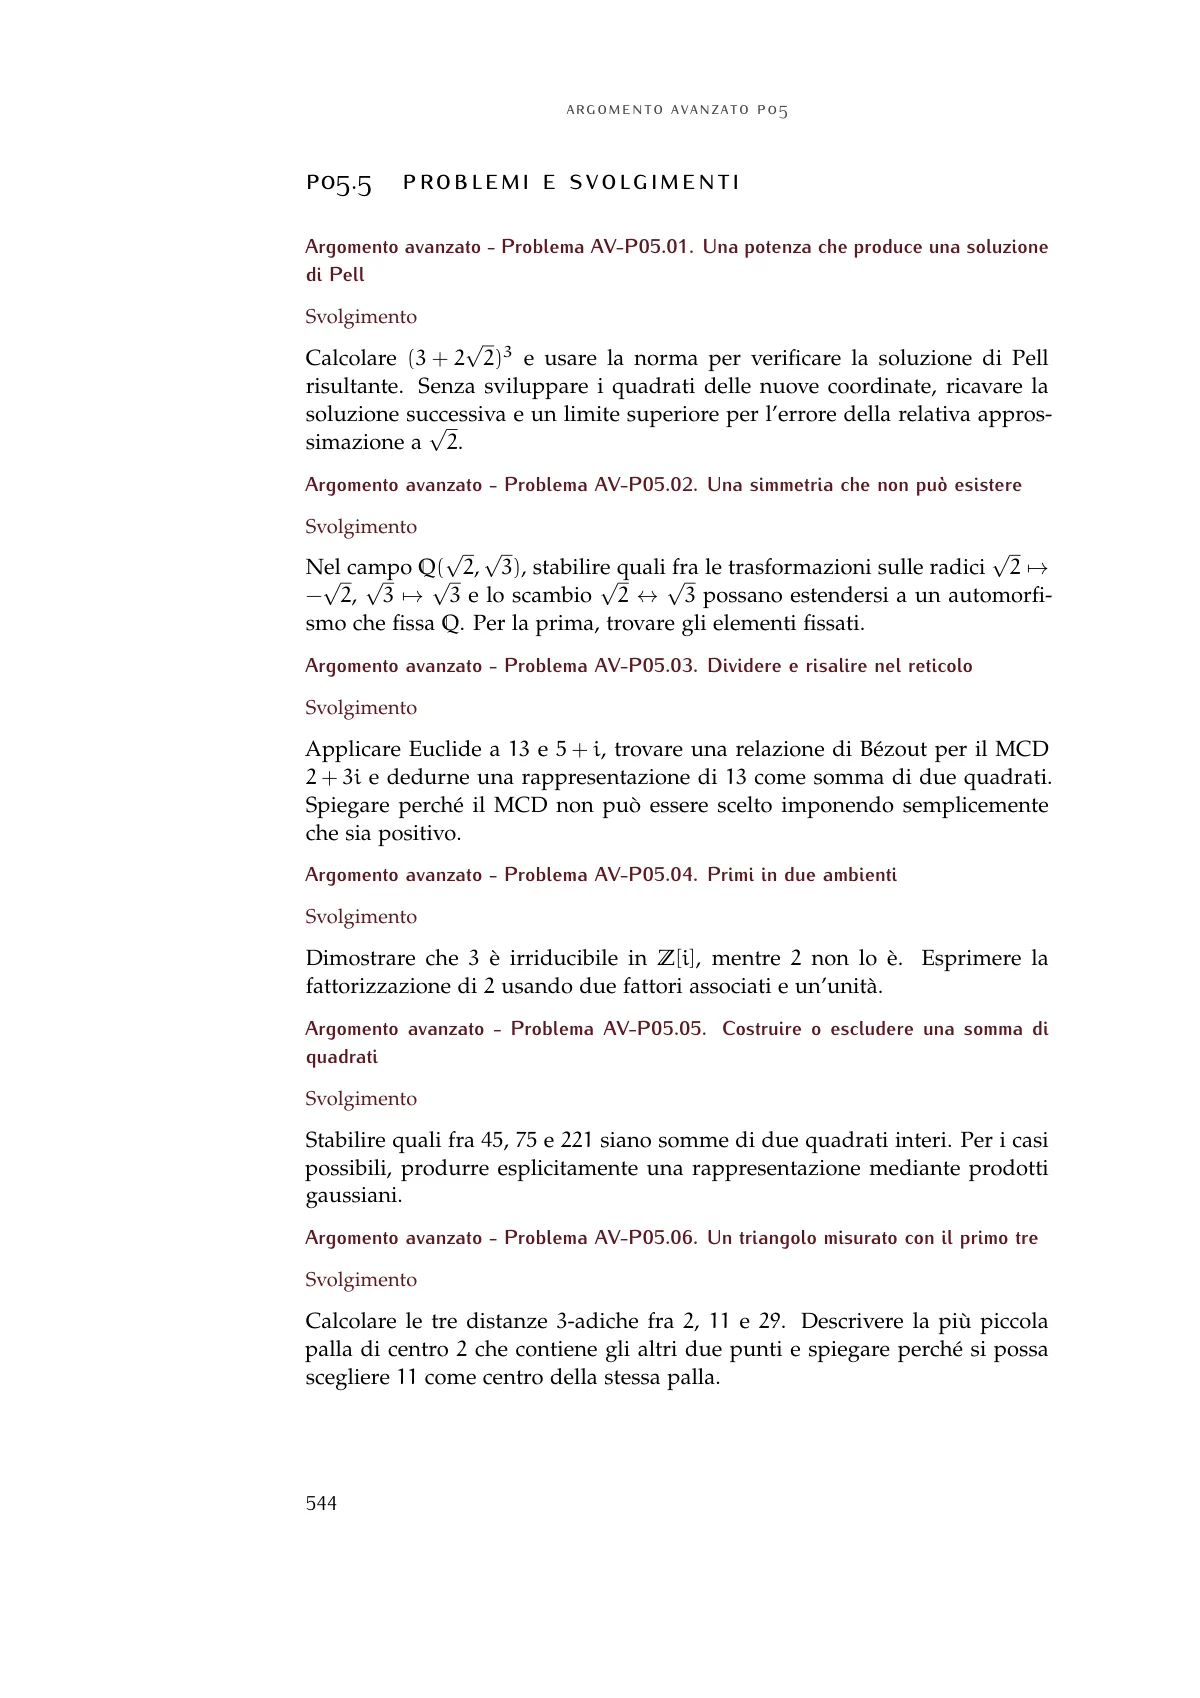 ARGOMENTO AVANZATO P05
P05.5 PROBLEMI E SVOLGIMENTI
Argomento avanzato – Problema AV-P05.01. Una potenza che produce una soluzione
di Pell
Svolgimento
Calcolare (3 + 2√2)³ e usare la norma per verificare la soluzione di Pell
risultante. Senza sviluppare i quadrati delle nuove coordinate, ricavare la
soluzione successiva e un limite superiore per l'errore della relativa appros-
simazione a √2.
Argomento avanzato – Problema AV-P05.02. Una simmetria che non può esistere
Svolgimento
Nel campo ℚ(√2, √3), stabilire quali fra le trasformazioni sulle radici √2 ↦
−√2, √3 ↦ √3 e lo scambio √2 ↔ √3 possano estendersi a un automorfi-
smo che fissa ℚ. Per la prima, trovare gli elementi fissati.
Argomento avanzato – Problema AV-P05.03. Dividere e risalire nel reticolo
Svolgimento
Applicare Euclide a 13 e 5 + i, trovare una relazione di Bézout per il MCD
2 + 3i e dedurne una rappresentazione di 13 come somma di due quadrati.
Spiegare perché il MCD non può essere scelto imponendo semplicemente
che sia positivo.
Argomento avanzato – Problema AV-P05.04. Primi in due ambienti
Svolgimento
Dimostrare che 3 è irriducibile in ℤ[i], mentre 2 non lo è. Esprimere la
fattorizzazione di 2 usando due fattori associati e un'unità.
Argomento avanzato – Problema AV-P05.05. Costruire o escludere una somma di
quadrati
Svolgimento
Stabilire quali fra 45, 75 e 221 siano somme di due quadrati interi. Per i casi
possibili, produrre esplicitamente una rappresentazione mediante prodotti
gaussiani.
Argomento avanzato – Problema AV-P05.06. Un triangolo misurato con il primo tre
Svolgimento
Calcolare le tre distanze 3-adiche fra 2, 11 e 29. Descrivere la più piccola
palla di centro 2 che contiene gli altri due punti e spiegare perché si possa
scegliere 11 come centro della stessa palla.
544